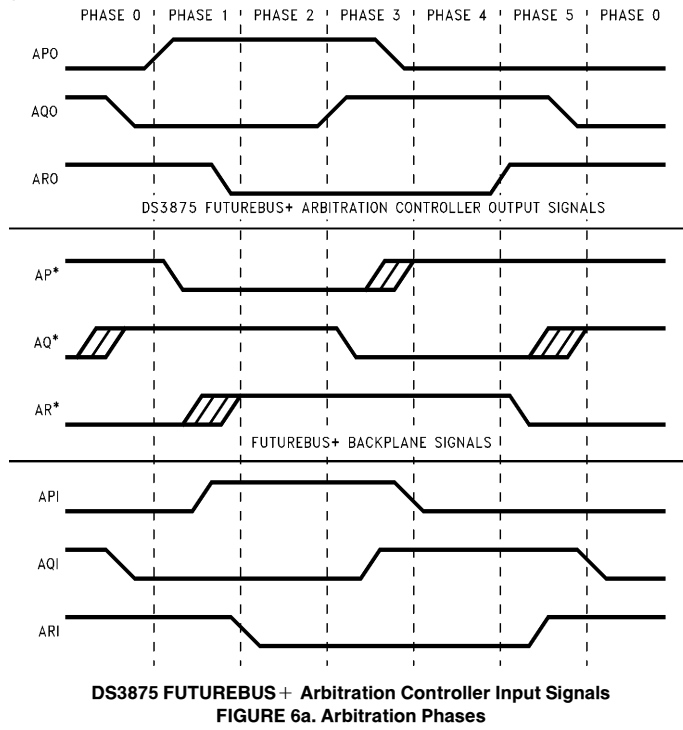 PHASE 0 PHASE 1 PHASE 2 PHASE 3 PHASE 4 PHASE 5 PHASE 0
APO
AQO
ARO
DS3875 FUTUREBUS+ ARBITRATION CONTROLLER OUTPUT SIGNALS
AP*
AQ*
AR*
FUTUREBUS+ BACKPLANE SIGNALS
API
AQI
ARI
DS3875 FUTUREBUS+ Arbitration Controller Input Signals
FIGURE 6a. Arbitration Phases